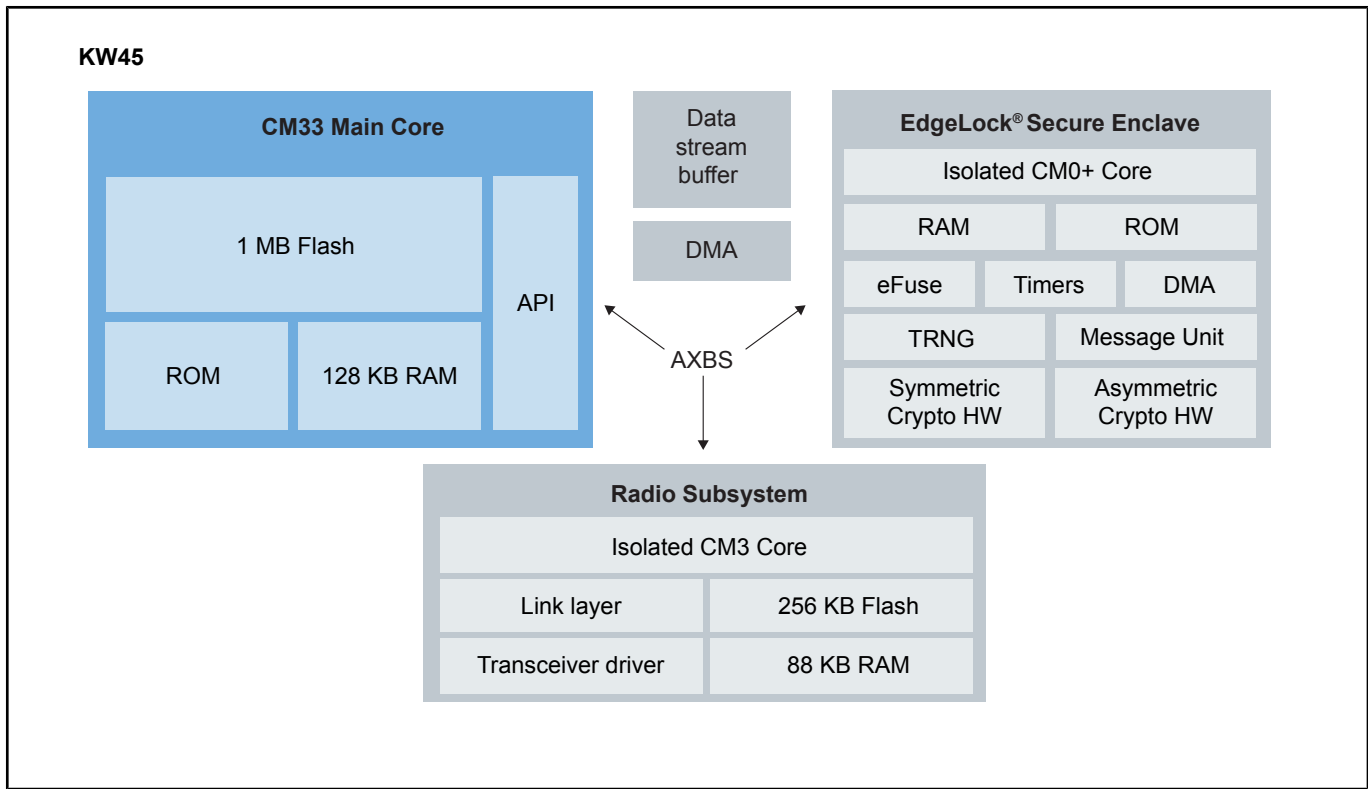 KW45
CM33 Main Core
1 MB Flash
API
ROM
128 KB RAM
Data
stream
buffer
DMA
AXBS
EdgeLock® Secure Enclave
Isolated CM0+ Core
RAM
ROM
eFuse
Timers
DMA
TRNG
Message Unit
Symmetric
Crypto HW
Asymmetric
Crypto HW
Radio Subsystem
Isolated CM3 Core
Link layer
256 KB Flash
Transceiver driver
88 KB RAM